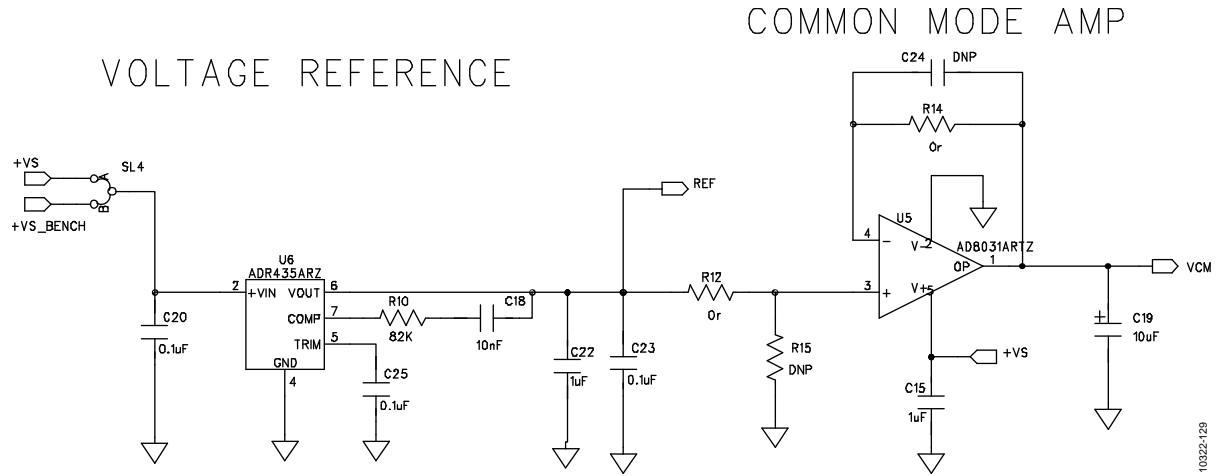 COMMON MODE AMP
VOLTAGE REFERENCE
C24 DNP
R14
0r
+VS
SL4
A
B
+VS_BENCH
REF
U5
4
-
V-
2
AD8031ARTZ
OP
1
VCM
3
+
V+
5
U6
ADR435ARZ
2
+VIN
VOUT
6
COMP
7
TRIM
5
GND
4
R10
82K
C18
10nF
R12
0r
C20
0.1uF
C25
0.1uF
C22
1uF
C23
0.1uF
R15
DNP
+VS
C15
1uF
+
C19
10uF
10322-129